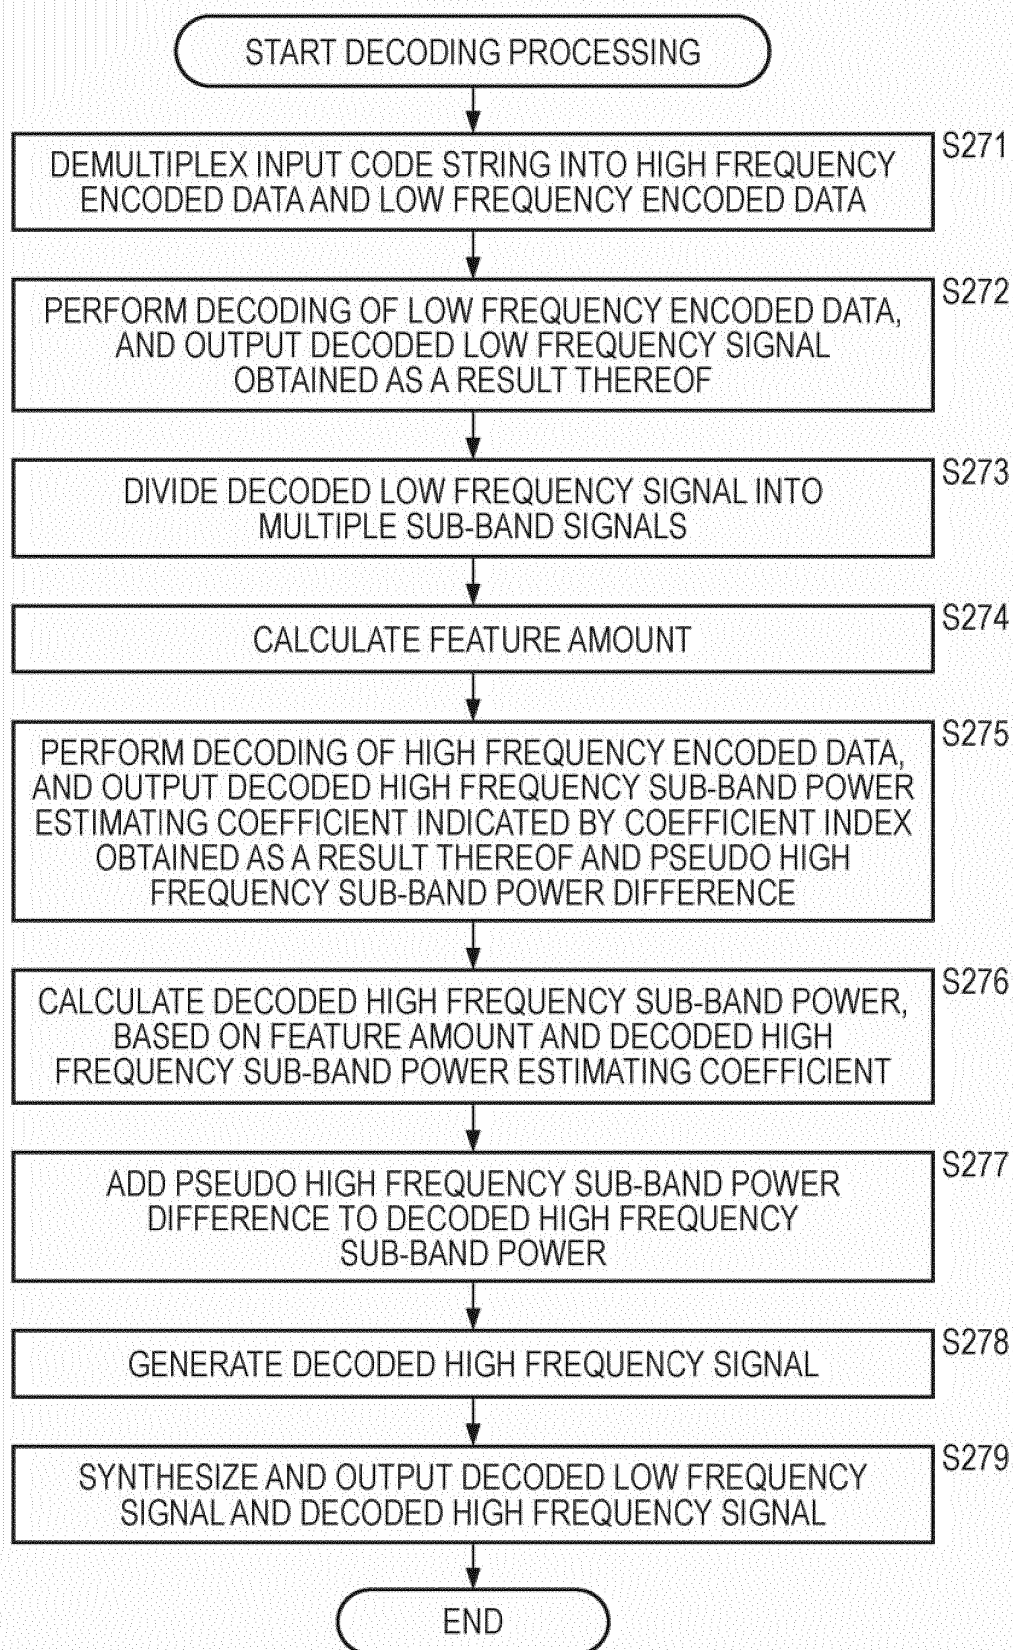 START DECODING PROCESSING
S271
DEMULTIPLEX INPUT CODE STRING INTO HIGH FREQUENCY
ENCODED DATA AND LOW FREQUENCY ENCODED DATA
S272
PERFORM DECODING OF LOW FREQUENCY ENCODED DATA,
AND OUTPUT DECODED LOW FREQUENCY SIGNAL
OBTAINED AS A RESULT THEREOF
S273
DIVIDE DECODED LOW FREQUENCY SIGNAL INTO
MULTIPLE SUB-BAND SIGNALS
S274
CALCULATE FEATURE AMOUNT
S275
PERFORM DECODING OF HIGH FREQUENCY ENCODED DATA,
AND OUTPUT DECODED HIGH FREQUENCY SUB-BAND POWER
ESTIMATING COEFFICIENT INDICATED BY COEFFICIENT INDEX
OBTAINED AS A RESULT THEREOF AND PSEUDO HIGH
FREQUENCY SUB-BAND POWER DIFFERENCE
S276
CALCULATE DECODED HIGH FREQUENCY SUB-BAND POWER,
BASED ON FEATURE AMOUNT AND DECODED HIGH
FREQUENCY SUB-BAND POWER ESTIMATING COEFFICIENT
S277
ADD PSEUDO HIGH FREQUENCY SUB-BAND POWER
DIFFERENCE TO DECODED HIGH FREQUENCY
SUB-BAND POWER
S278
GENERATE DECODED HIGH FREQUENCY SIGNAL
S279
SYNTHESIZE AND OUTPUT DECODED LOW FREQUENCY
SIGNAL AND DECODED HIGH FREQUENCY SIGNAL
END